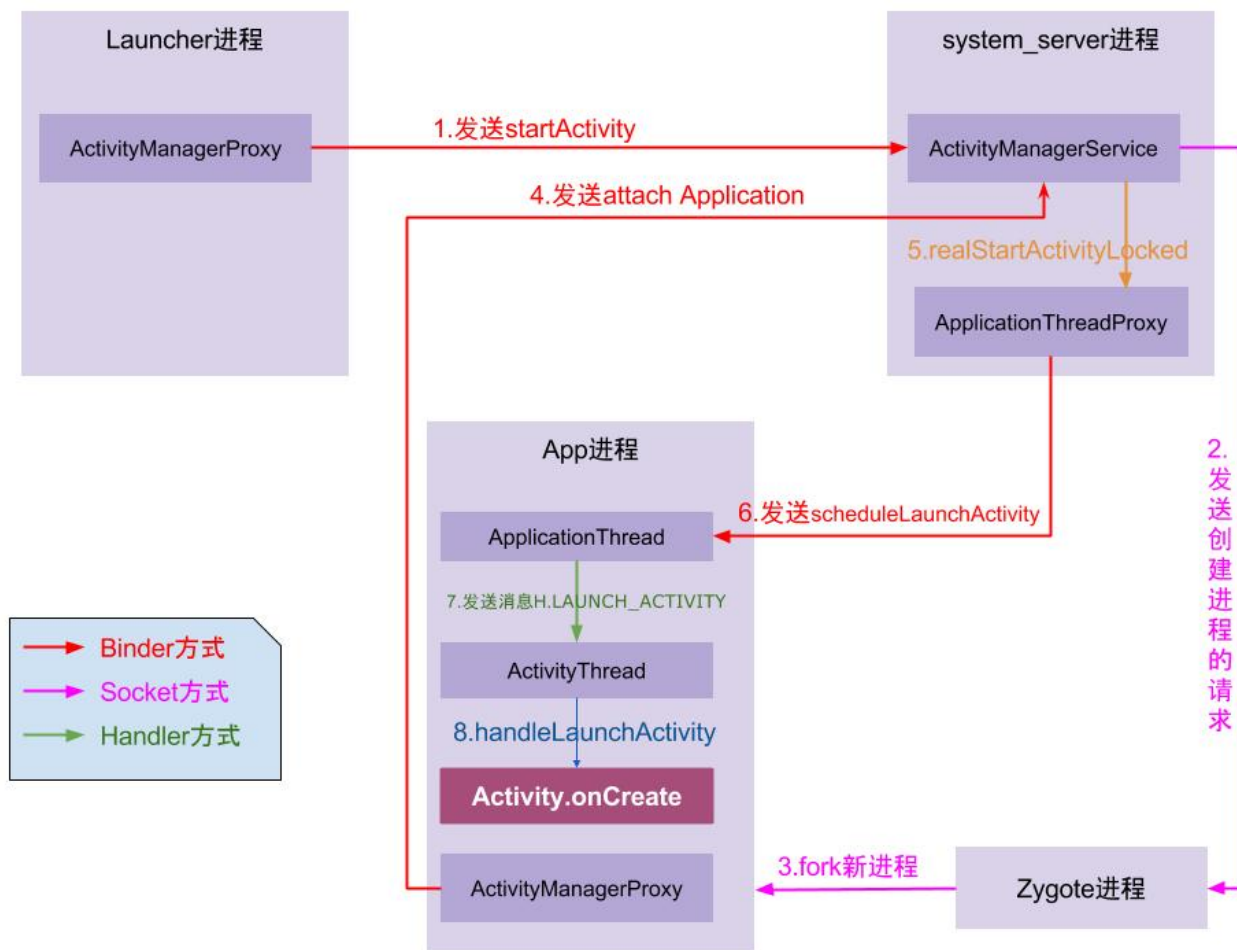 Launcher进程
system_server进程
ActivityManagerProxy
1.发送startActivity
ActivityManagerService
4.发送attach Application
5.realStartActivityLocked
ApplicationThreadProxy
App进程
2.
发
送
创
建
进
程
的
请
求
6.发送scheduleLaunchActivity
ApplicationThread
7.发送消息H.LAUNCH_ACTIVITY
ActivityThread
8.handleLaunchActivity
Activity.onCreate
ActivityManagerProxy
3.fork新进程
Zygote进程
Binder方式
Socket方式
Handler方式